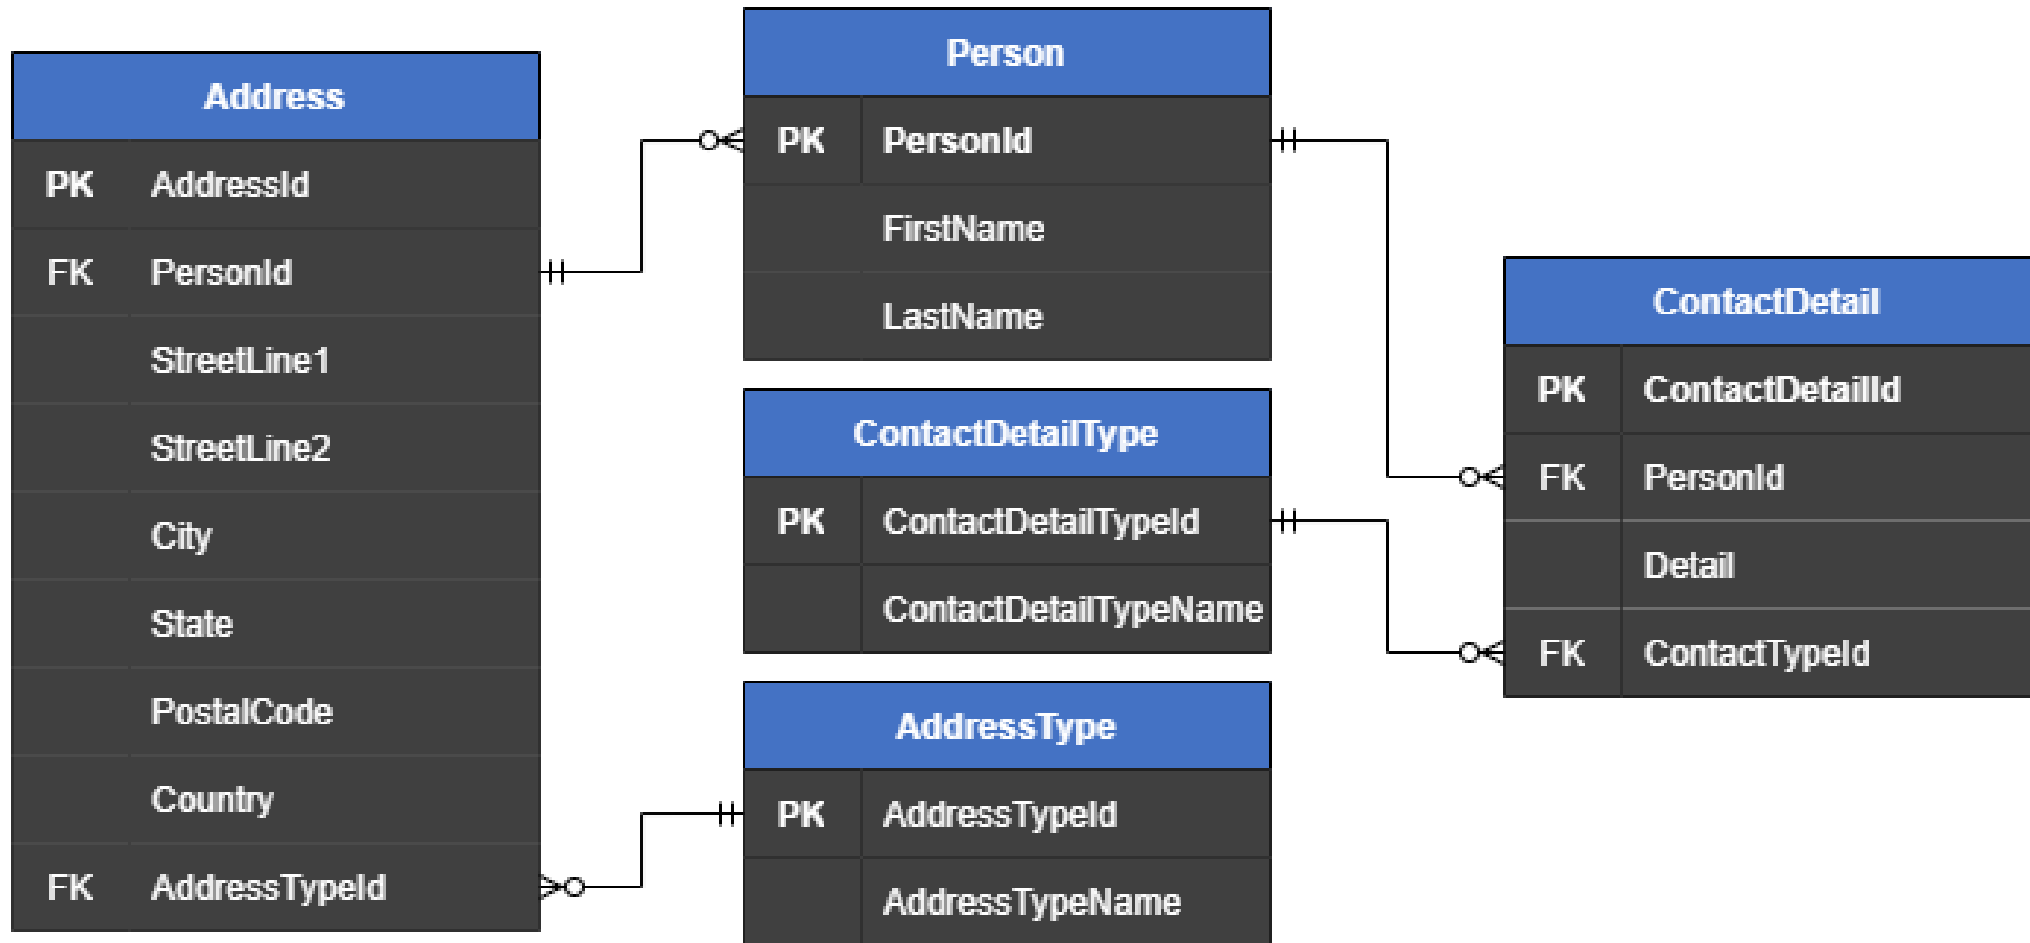 Address
PK AddressId
FK PersonId
StreetLine1
StreetLine2
City
State
PostalCode
Country
FK AddressTypeId
Person
PK PersonId
FirstName
LastName
ContactDetailType
PK ContactDetailTypeId
ContactDetailTypeName
AddressType
PK AddressTypeId
AddressTypeName
ContactDetail
PK ContactDetailId
FK PersonId
Detail
FK ContactTypeId